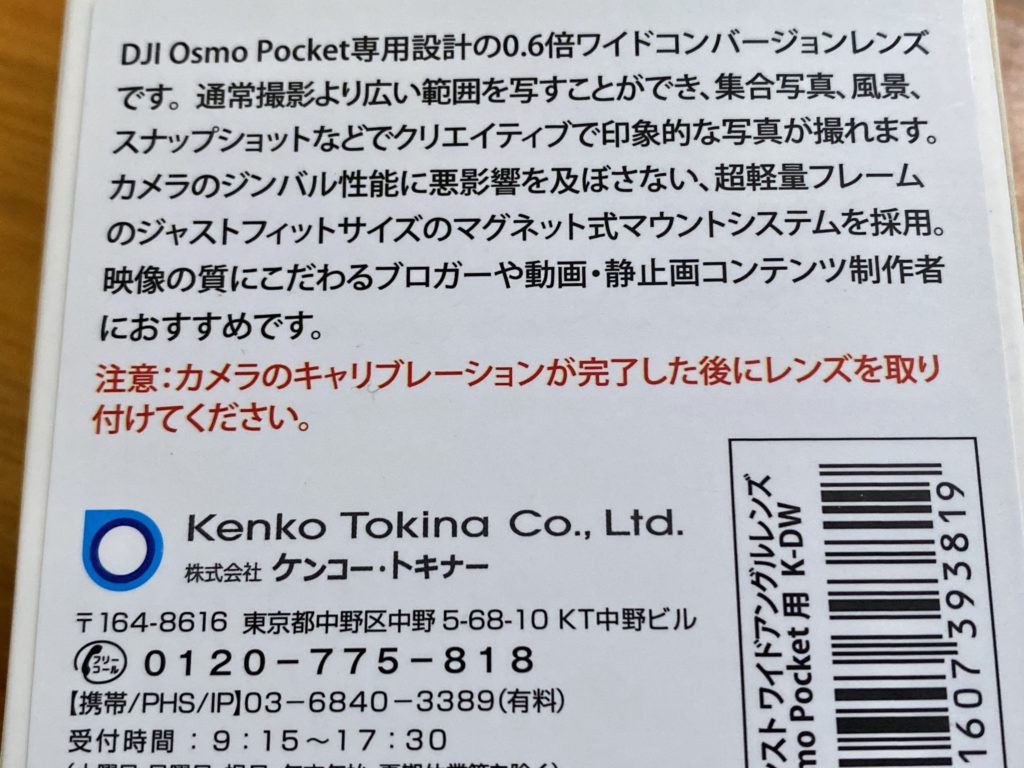 DJI Osmo Pocket専用設計の0.6倍ワイドコンバージョンレンズ
です。通常撮影より広い範囲を写すことができ、集合写真、風景、
スナップショットなどでクリエイティブで印象的な写真が撮れます。
カメラのジンバル性能に悪影響を及ぼさない、超軽量フレーム
のジャストフィットサイズのマグネット式マウントシステムを採用。
映像の質にこだわるブロガーや動画・静止画コンテンツ制作者
におすすめです。
注意：カメラのキャリブレーションが完了した後にレンズを取り
付けてください。
Kenko Tokina Co., Ltd.
株式会社 ケンコー・トキナー
〒164-8616 東京都中野区中野5-68-10 KT中野ビル
フリーコール 0120-775-818
【携帯/PHS/IP】03-6840-3389(有料)
受付時間：9:15〜17:30
スト ワイドアングルレンズ
mo Pocket 用 K-DW
1607393819